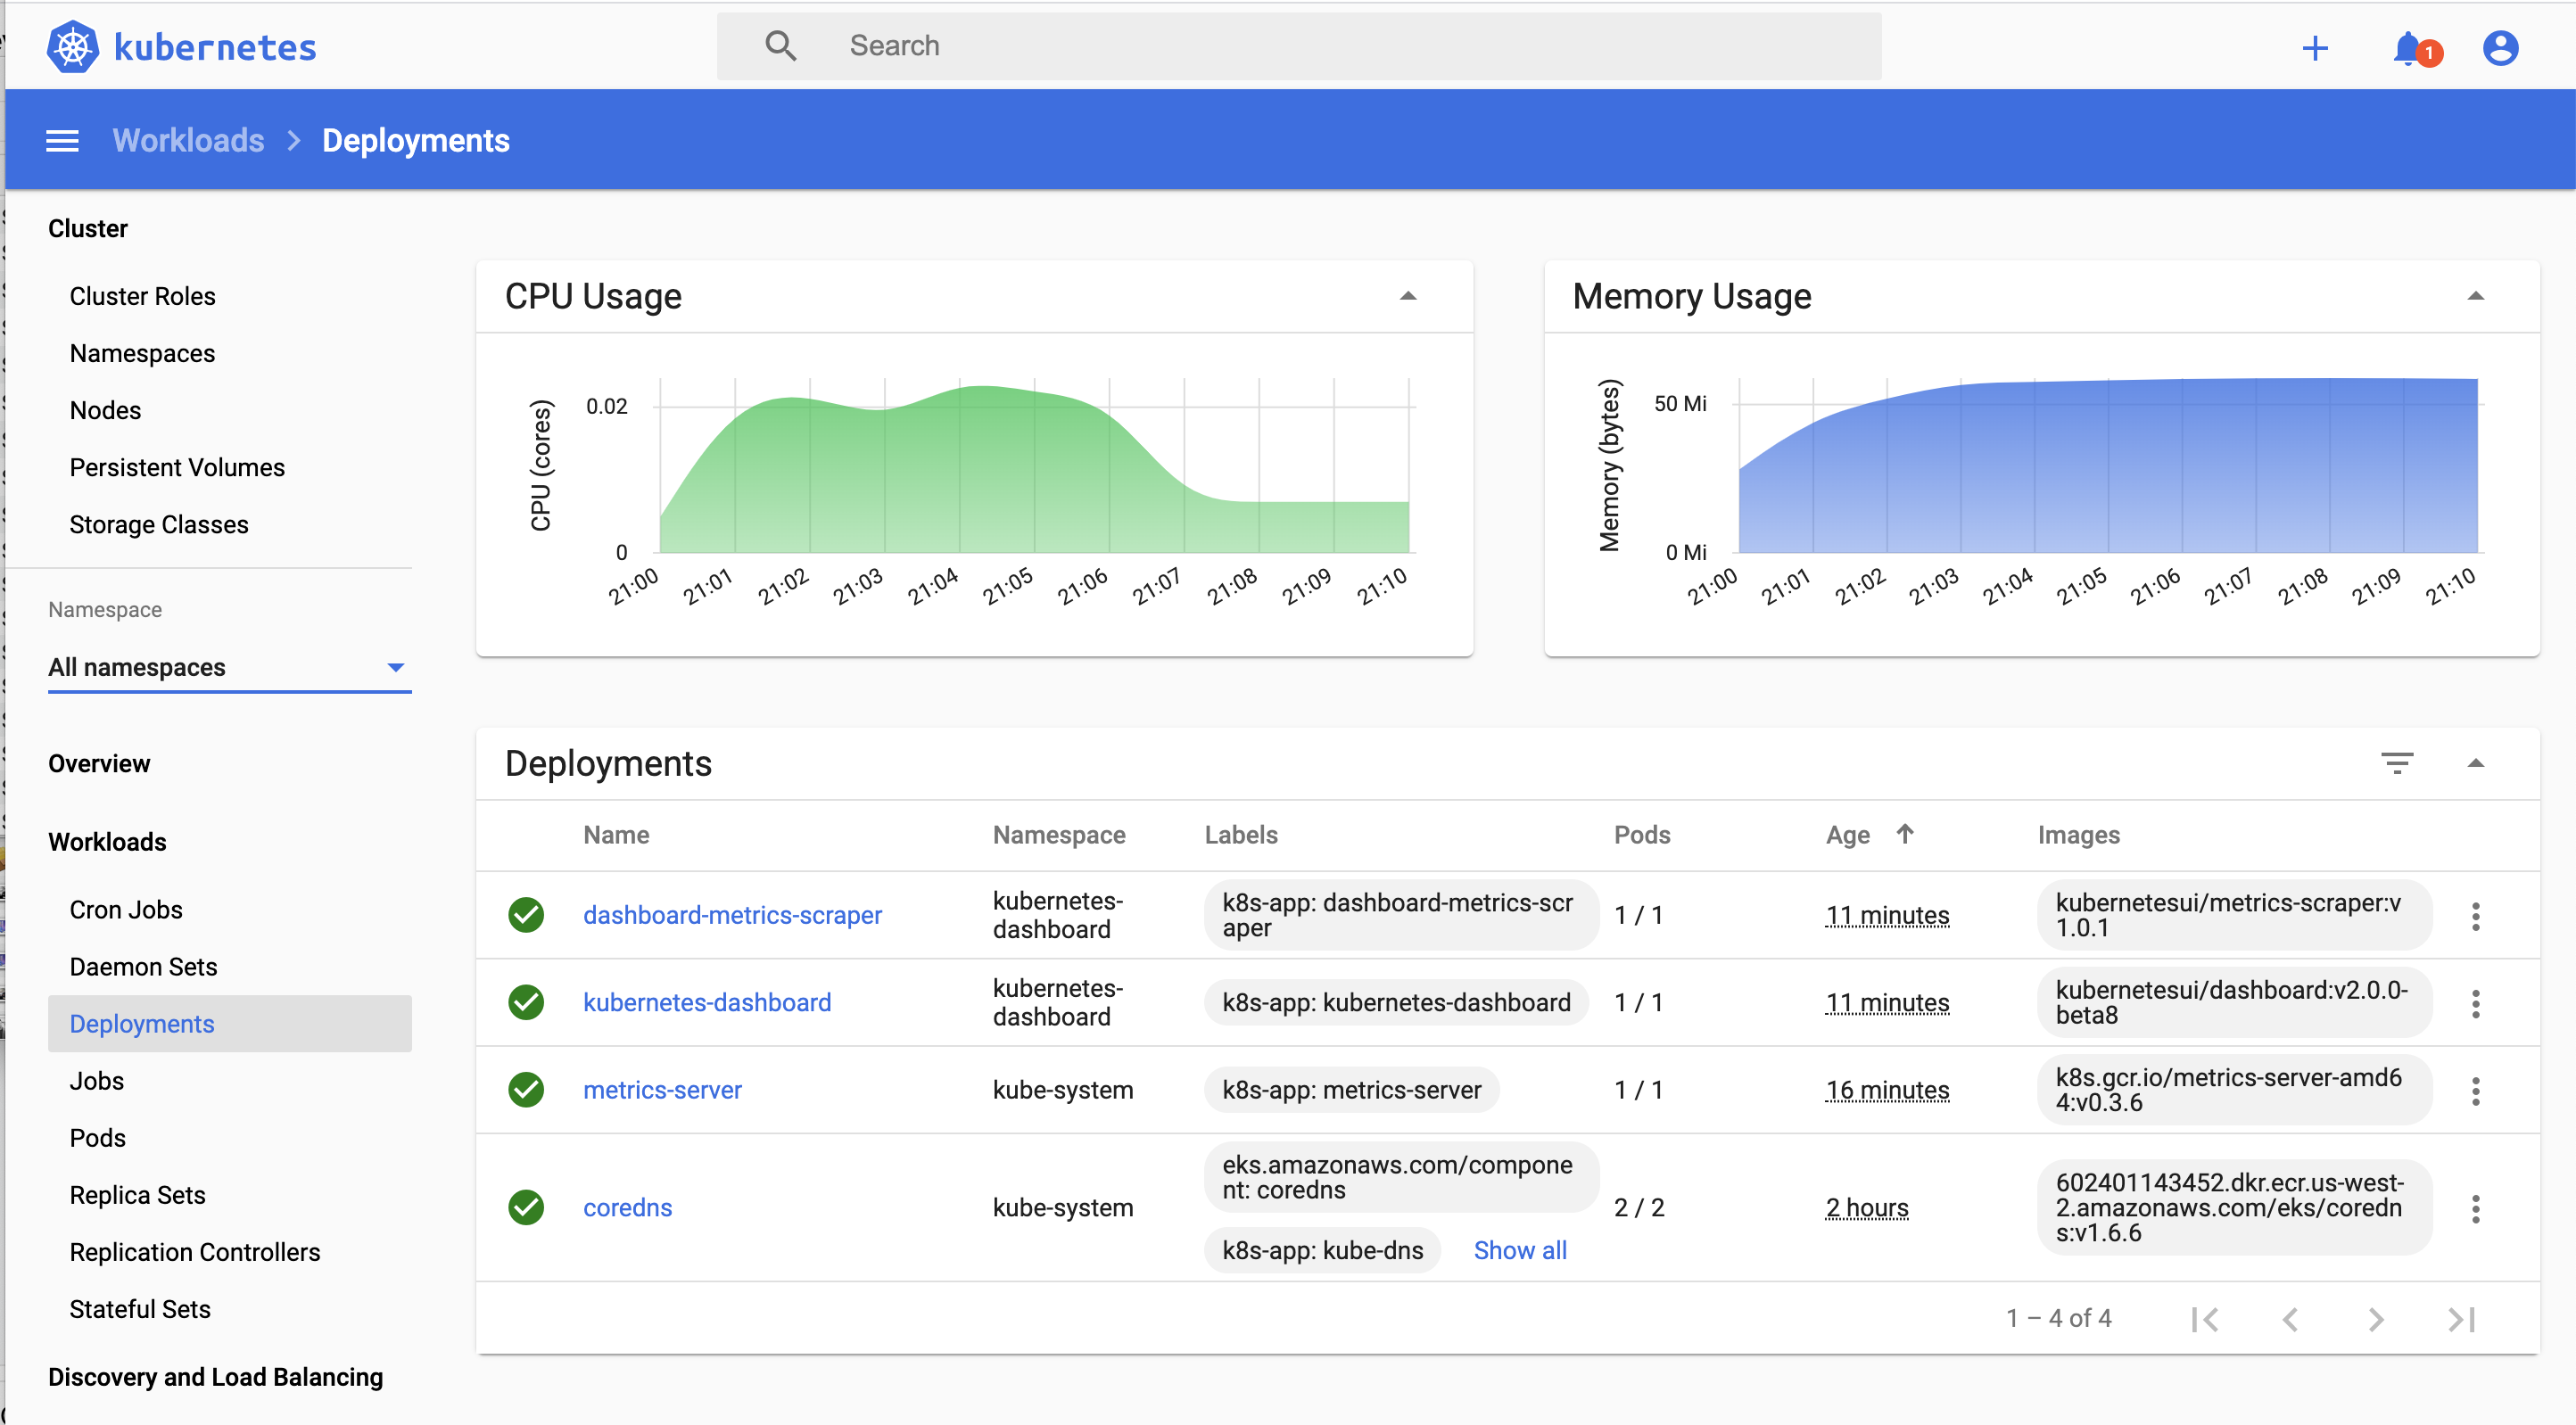 kubernetes
Search
1
Workloads
Deployments
Cluster
Cluster Roles
Namespaces
Nodes
Persistent Volumes
Storage Classes
Namespace
All namespaces
Overview
Workloads
Cron Jobs
Daemon Sets
Deployments
Jobs
Pods
Replica Sets
Replication Controllers
Stateful Sets
Discovery and Load Balancing
CPU Usage
CPU (cores)
0.02
0
21:00 21:01 21:02 21:03 21:04 21:05 21:06 21:07 21:08 21:09 21:10
Memory Usage
Memory (bytes)
50 Mi
0 Mi
21:00 21:01 21:02 21:03 21:04 21:05 21:06 21:07 21:08 21:09 21:10
Deployments
Name Namespace Labels Pods Age Images
dashboard-metrics-scraper
kubernetes-
dashboard
k8s-app: dashboard-metrics-scr
aper
1 / 1
11 minutes
kubernetesui/metrics-scraper:v
1.0.1
kubernetes-dashboard
kubernetes-
dashboard
k8s-app: kubernetes-dashboard
1 / 1
11 minutes
kubernetesui/dashboard:v2.0.0-
beta8
metrics-server
kube-system
k8s-app: metrics-server
1 / 1
16 minutes
k8s.gcr.io/metrics-server-amd6
4:v0.3.6
coredns
kube-system
eks.amazonaws.com/compone
nt: coredns
k8s-app: kube-dns
Show all
2 / 2
2 hours
602401143452.dkr.ecr.us-west-
2.amazonaws.com/eks/coredn
s:v1.6.6
1 – 4 of 4